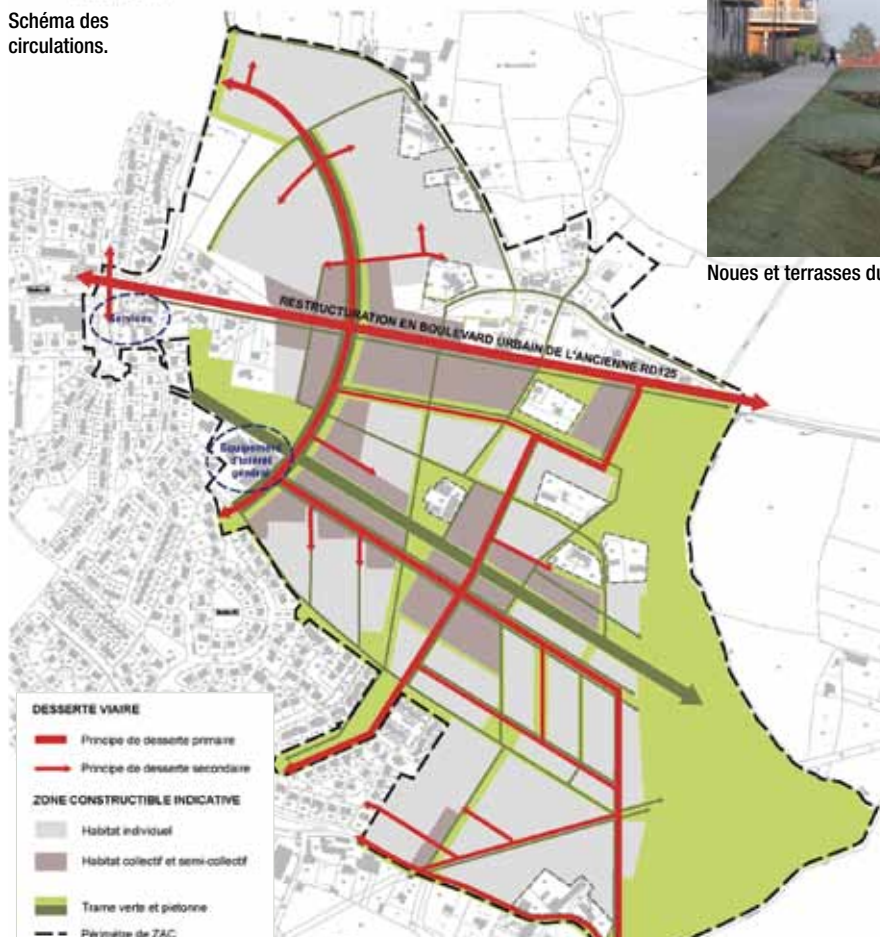 Schéma des
circulations.
Noues et terrasses du
RESTRUCTURATION EN BOULEVARD URBAIN DE L'ANCIENNE RD125
Services
Equipement
d'intérêt
général
DESSERTE VIAIRE
Principe de desserte primaire
Principe de desserte secondaire
ZONE CONSTRUCTIBLE INDICATIVE
Habitat individuel
Habitat collectif et semi-collectif
Trame verte et piétonne
Périmètre de ZAC